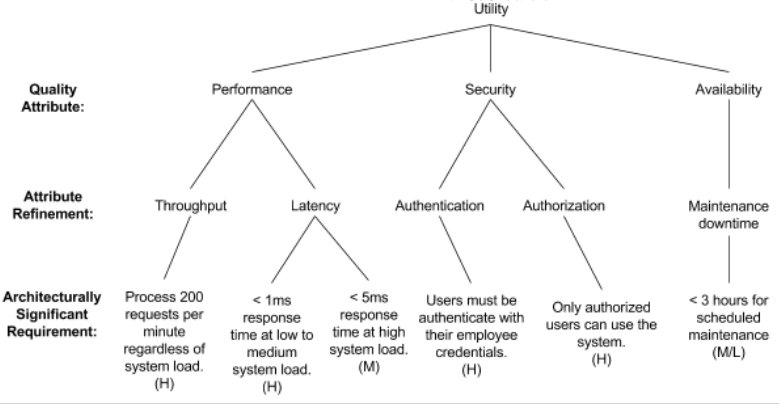 Utility
Quality
Attribute:
Performance
Security
Availability
Attribute
Refinement:
Throughput
Latency
Authentication
Authorization
Maintenance
downtime
Architecturally
Significant
Requirement:
Process 200
requests per
minute
regardless of
system load.
(H)
< 1ms
response
time at low to
medium
system load.
(H)
< 5ms
response
time at high
system load.
(M)
Users must be
authenticate with
their employee
credentials.
(H)
Only authorized
users can use the
system.
(H)
< 3 hours for
scheduled
maintenance
(M/L)